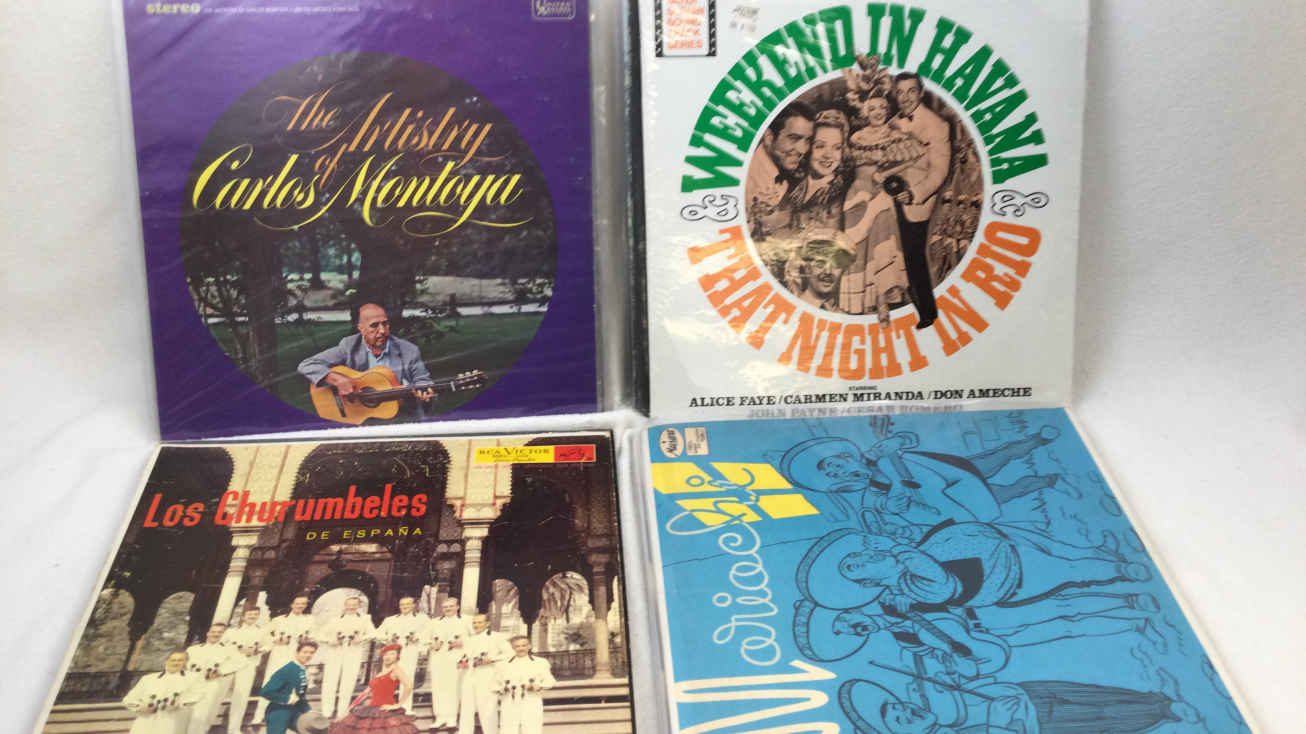 stereo
The Artistry
of
Carlos Montoya
SERIES
WEEKEND IN HAVANA
& &
THAT NIGHT IN RIO
STARRING
ALICE FAYE/CARMEN MIRANDA/DON AMECHE
JOHN PAYNE/CESAR ROMERO
RCA VICTOR
Los Churumbeles
DE ESPAÑA
Mariachi